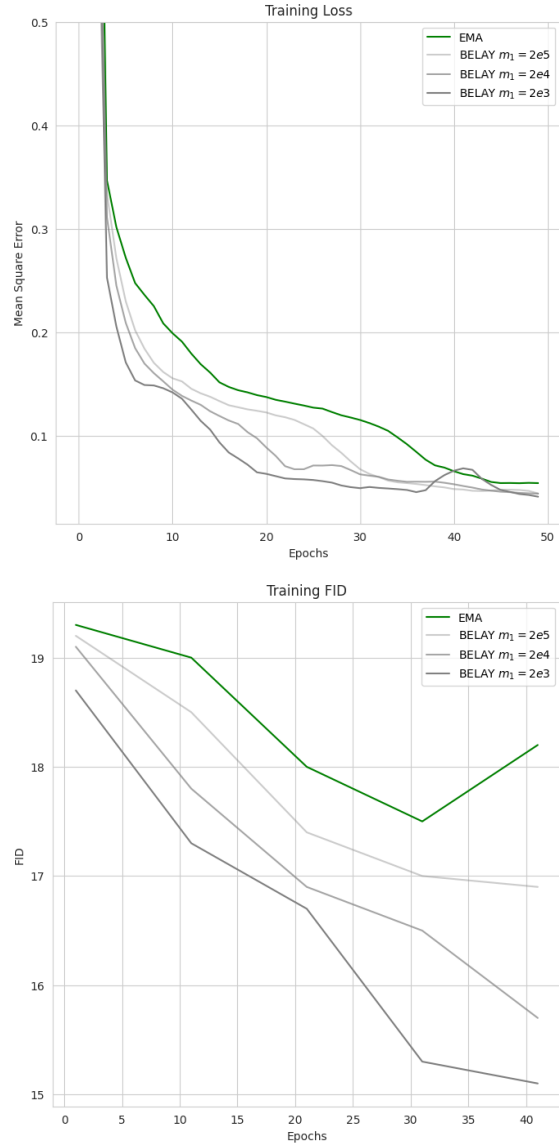 Training Loss
0.5
0.4
0.3
0.2
0.1
Mean Square Error
EMA
BELAY m₁ = 2e5
BELAY m₁ = 2e4
BELAY m₁ = 2e3
0 10 20 30 40 50
Epochs
Training FID
19
18
17
16
15
FID
EMA
BELAY m₁ = 2e5
BELAY m₁ = 2e4
BELAY m₁ = 2e3
0 5 10 15 20 25 30 35 40
Epochs